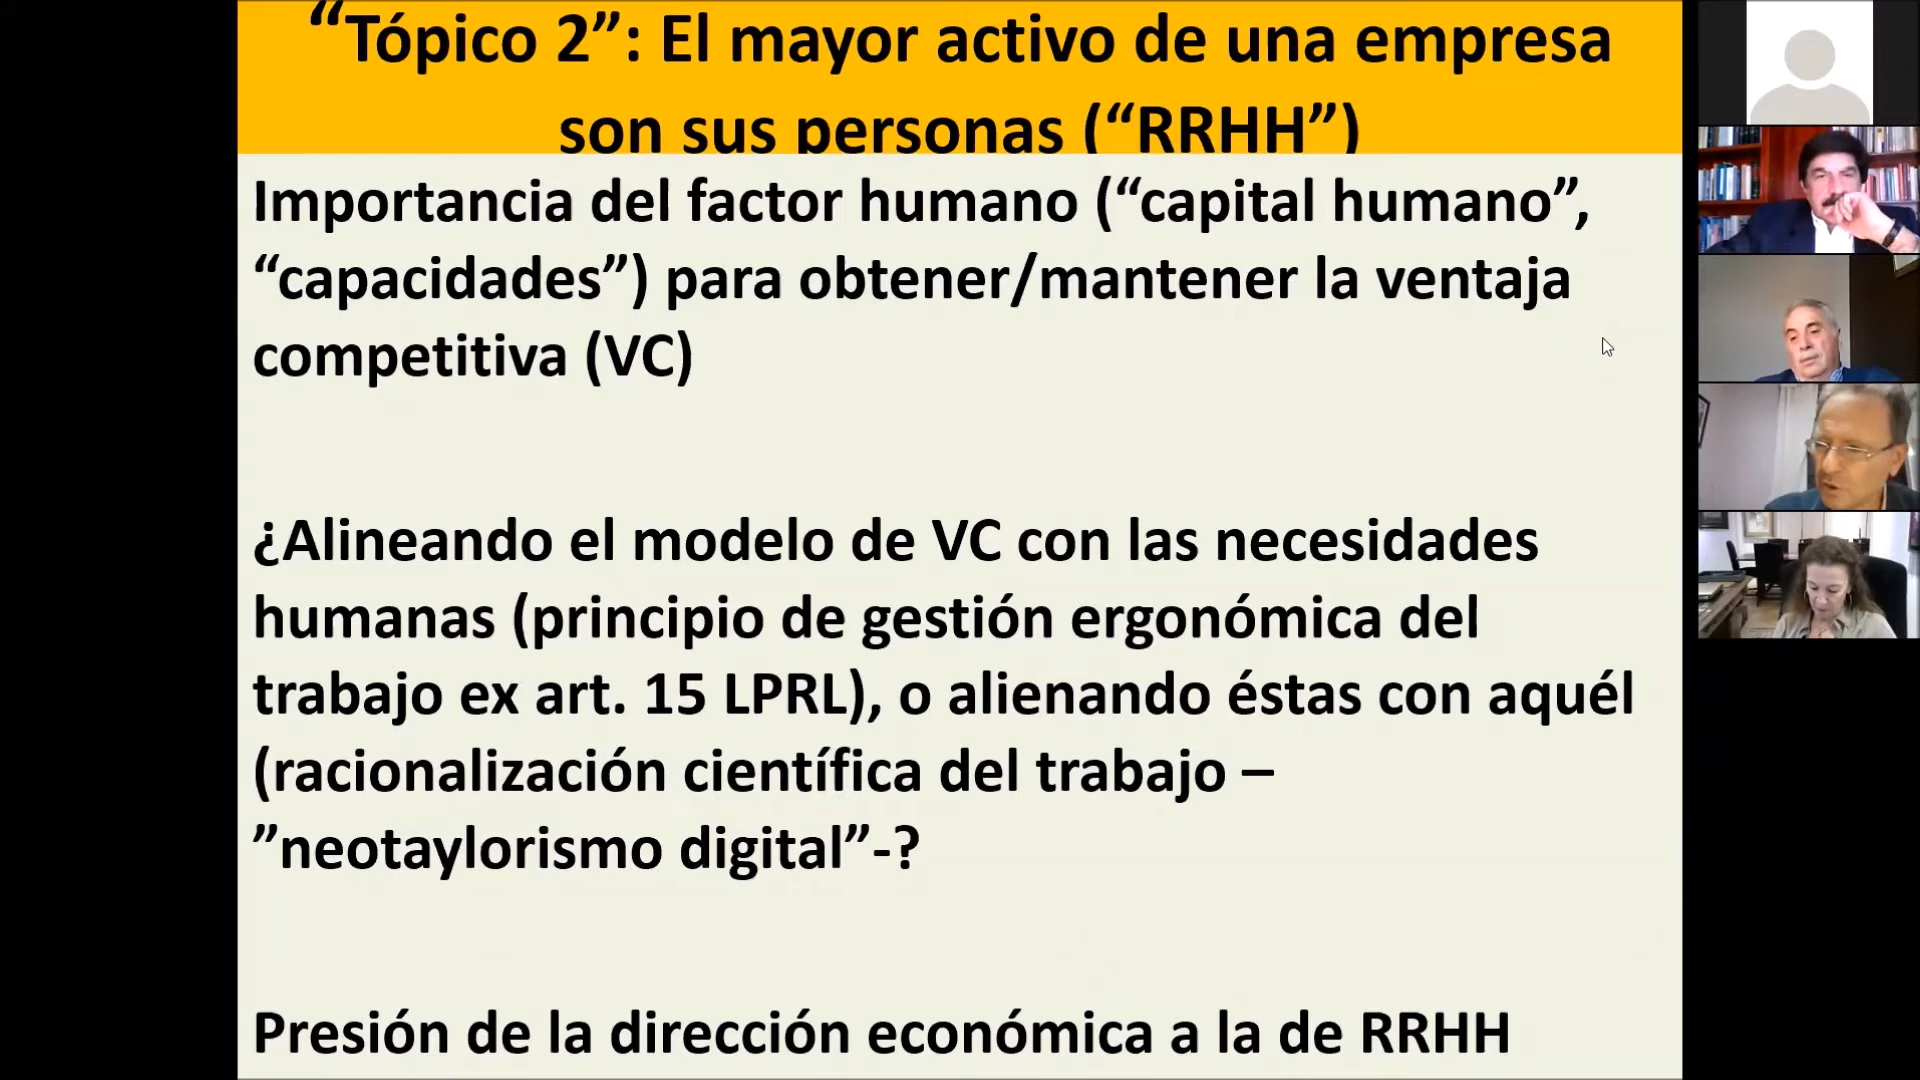 “Tópico 2”: El mayor activo de una empresa
son sus personas (“RRHH”)
Importancia del factor humano (“capital humano”,
“capacidades”) para obtener/mantener la ventaja
competitiva (VC)
¿Alineando el modelo de VC con las necesidades
humanas (principio de gestión ergonómica del
trabajo ex art. 15 LPRL), o alienando éstas con aquél
(racionalización científica del trabajo –
”neotaylorismo digital”-?
Presión de la dirección económica a la de RRHH